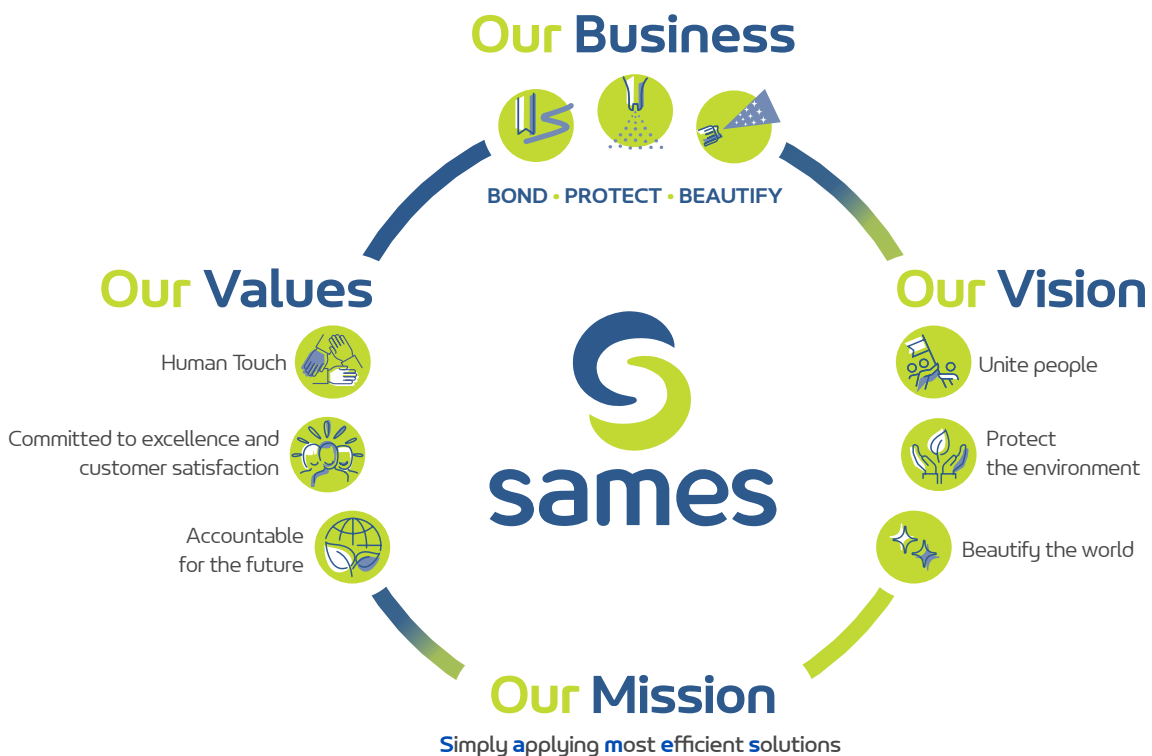 Our Business
BOND • PROTECT • BEAUTIFY
Our Values
Human Touch
Committed to excellence and
customer satisfaction
Accountable
for the future
sames
Our Vision
Unite people
Protect
the environment
Beautify the world
Our Mission
Simply applying most efficient solutions